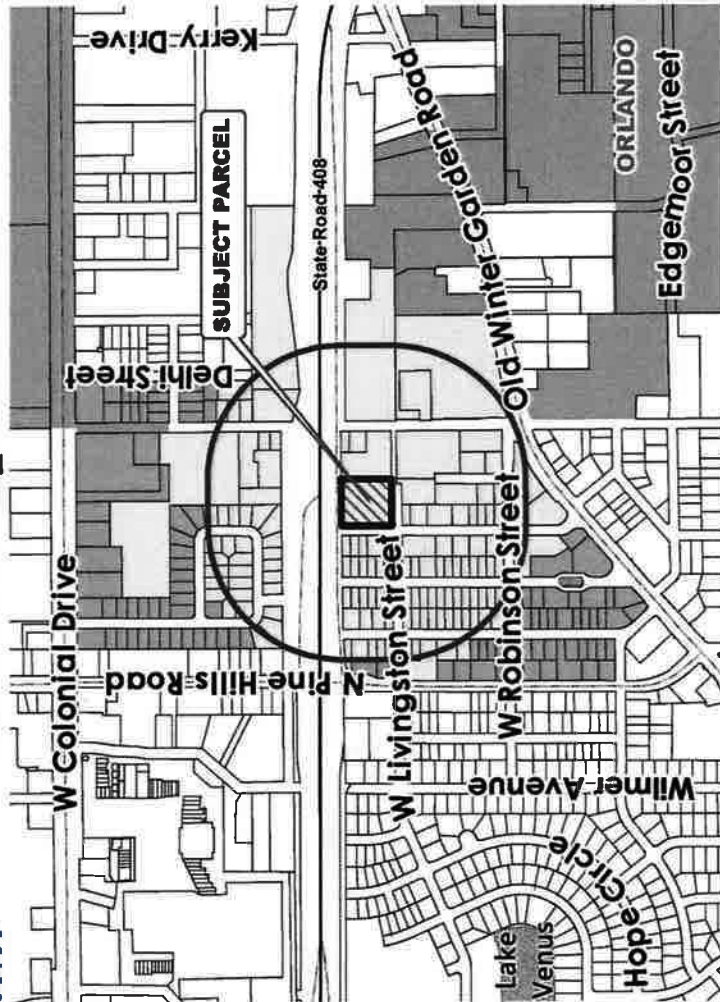 W Colonial Drive
Kerry Drive
SUBJECT PARCEL
Delhi Street
State Road 408
N Pine Hills Road
Old Winter Garden Road
ORLANDO
Edgemoor Street
W Livingston Street
W Robinson Street
Wilmer Avenue
Hope Circle
Lake
Venus